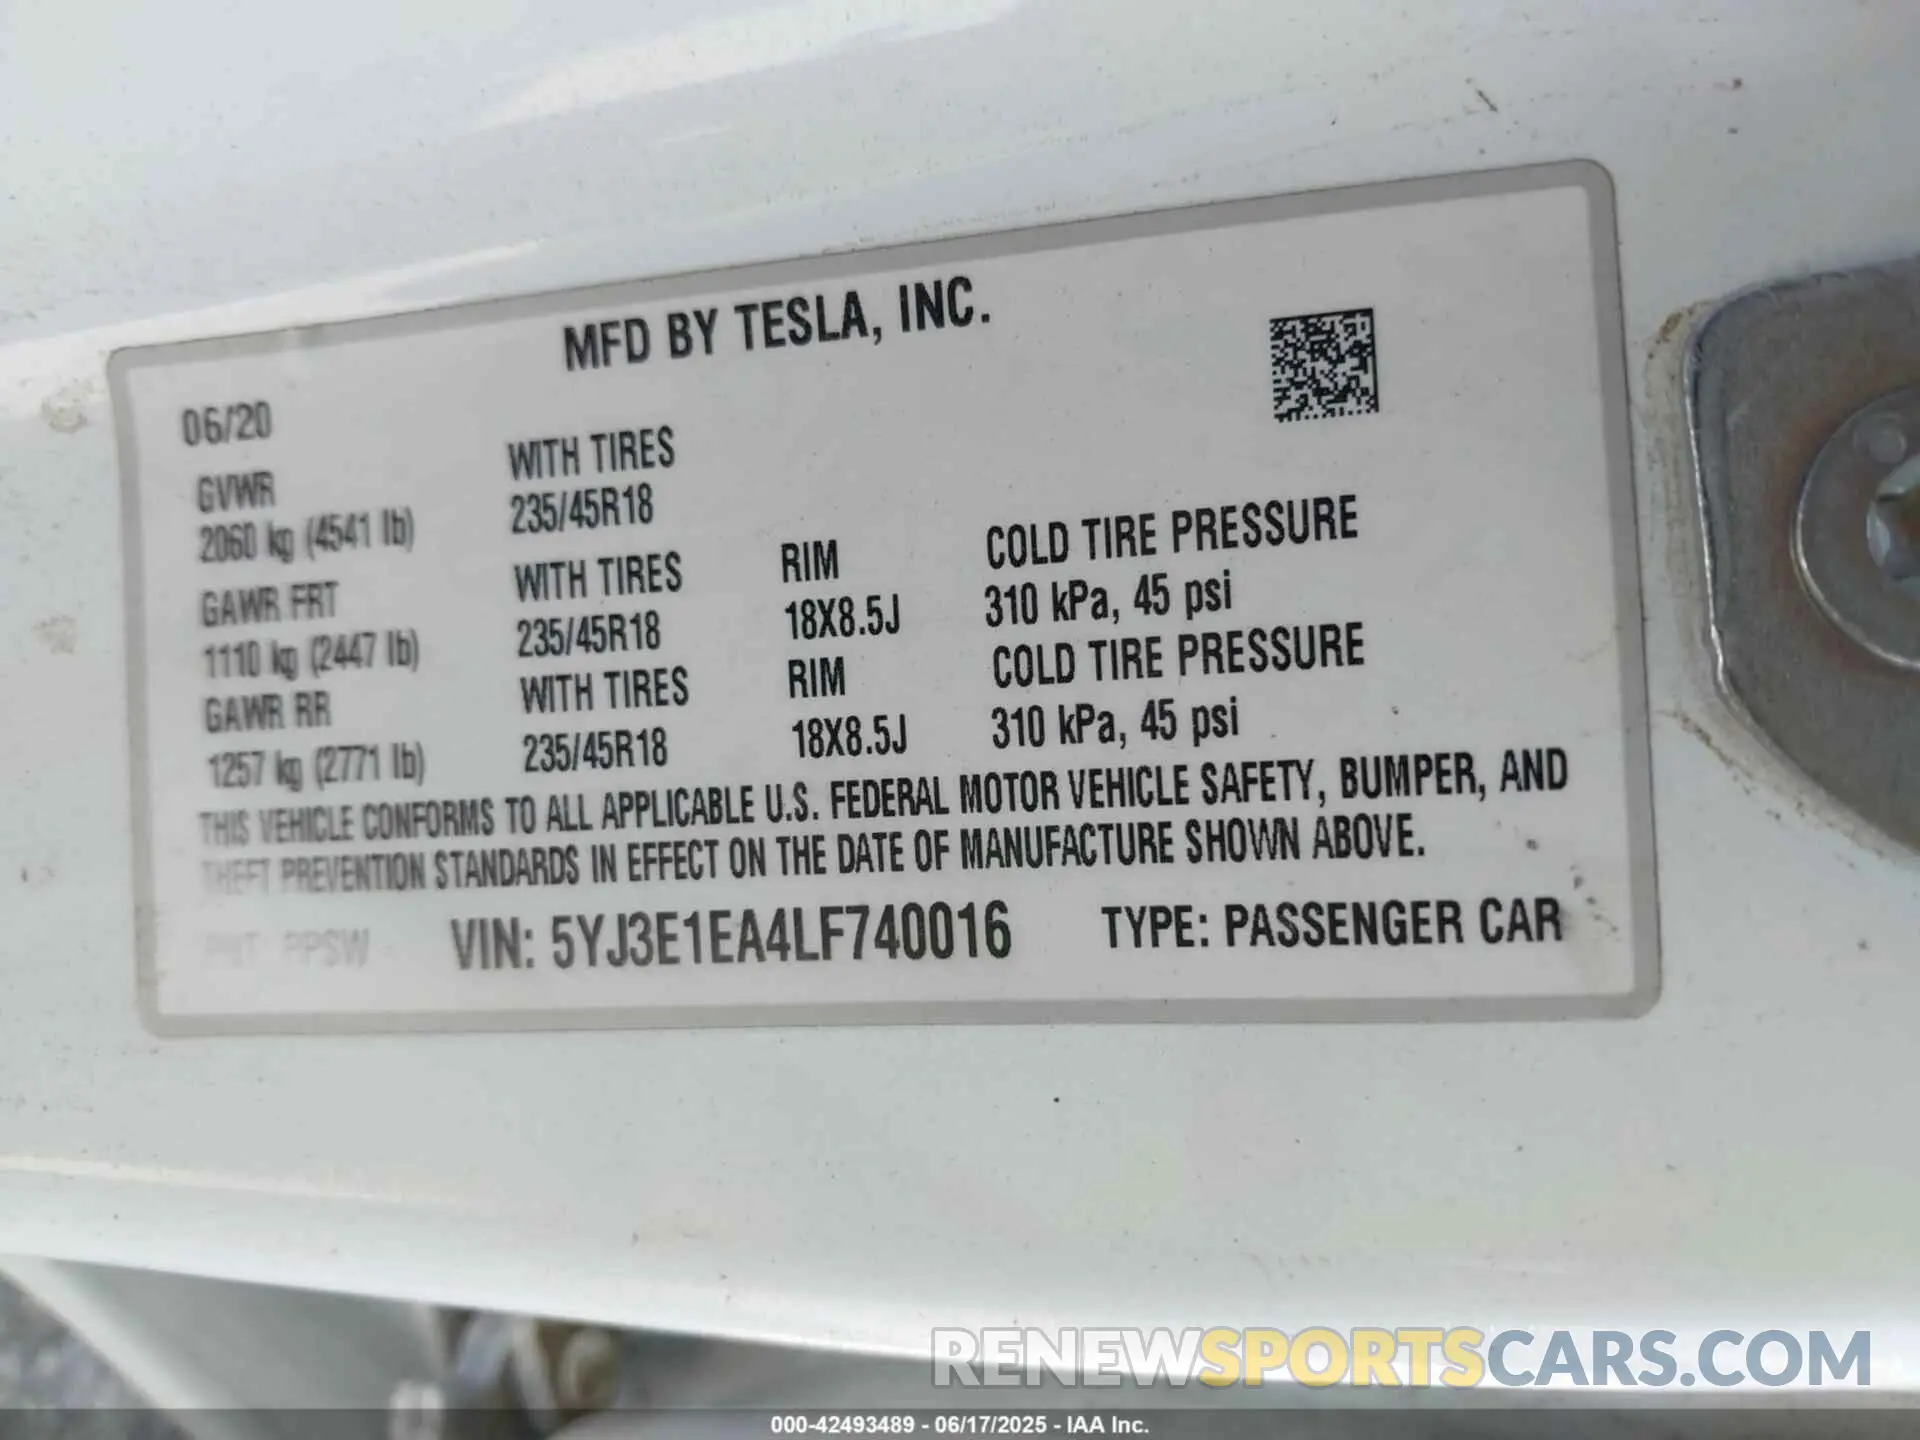 MFD BY TESLA, INC.
06/20
GVWR
2060 kg (4541 lb)
WITH TIRES
235/45R18
GAWR FRT
1110 kg (2447 lb)
WITH TIRES
235/45R18
RIM
18X8.5J
COLD TIRE PRESSURE
310 kPa, 45 psi
GAWR RR
1257 kg (2771 lb)
WITH TIRES
235/45R18
RIM
18X8.5J
COLD TIRE PRESSURE
310 kPa, 45 psi
THIS VEHICLE CONFORMS TO ALL APPLICABLE U.S. FEDERAL MOTOR VEHICLE SAFETY, BUMPER, AND
THEFT PREVENTION STANDARDS IN EFFECT ON THE DATE OF MANUFACTURE SHOWN ABOVE.
PNT PPSW VIN: 5YJ3E1EA4LF740016 TYPE: PASSENGER CAR
RENEWSPORTSCARS.COM
000-42493489 - 06/17/2025 - IAA Inc.